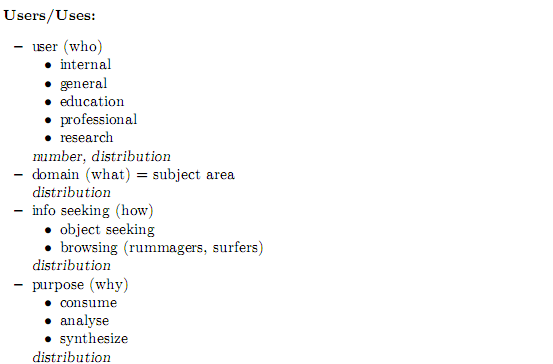 Users/Uses:
– user (who)
• internal
• general
• education
• professional
• research
number, distribution
– domain (what) = subject area
distribution
– info seeking (how)
• object seeking
• browsing (rummagers, surfers)
distribution
– purpose (why)
• consume
• analyse
• synthesize
distribution